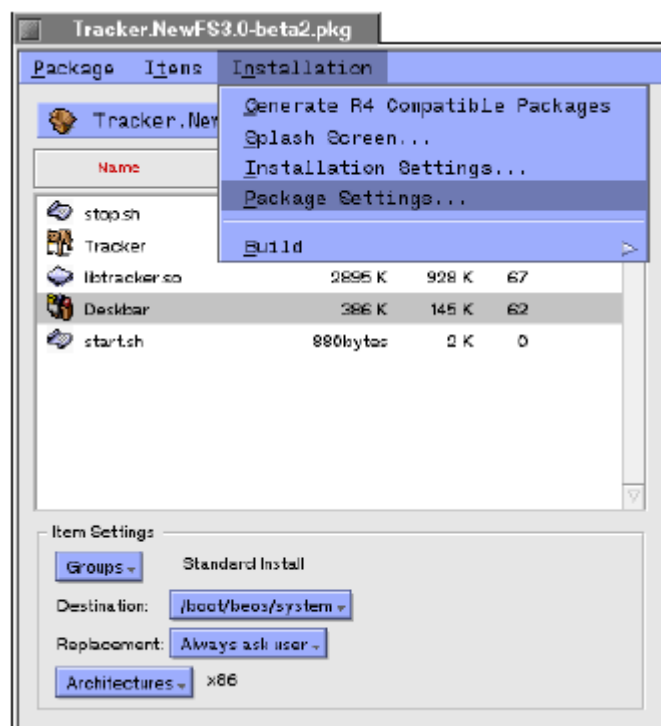 Tracker.NewFS3.0-beta2.pkg
Package Items Installation
Generate R4 Compatible Packages
Splash Screen...
Installation Settings...
Package Settings...
Build
Tracker.New
Name
stop.sh
Tracker
libtracker.so 2895 K 928 K 67
Deskbar 386 K 145 K 62
start.sh 880bytes 2 K 0
Item Settings
Groups Standard Install
Destination: /boot/beos/system
Replacement: Always ask user
Architectures x86